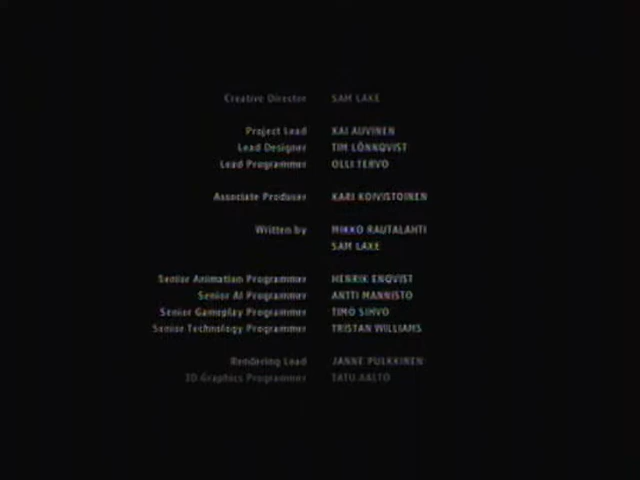 Creative Director SAM LAKE
Project Lead KAI AUVINEN
Lead Designer TIM LÖNNQVIST
Lead Programmer OLLI TERVO
Associate Producer KARI KOIVISTOINEN
Written by MIKKO RAUTALAHTI
SAM LAKE
Senior Animation Programmer HENRIK ENQVIST
Senior AI Programmer ANTTI MANNISTO
Senior Gameplay Programmer TIMO SIHVO
Senior Technology Programmer TRISTAN WILLIAMS
Rendering Lead JANNE PULKKINEN
3D Graphics Programmer TATU AALTO